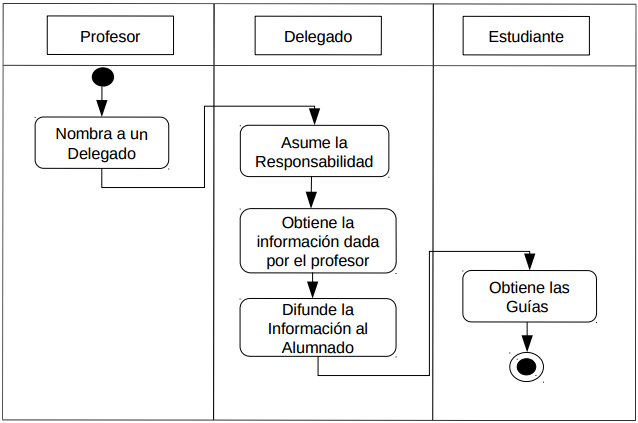 Profesor
Delegado
Estudiante
Nombra a un
Delegado
Asume la
Responsabilidad
Obtiene la
información dada
por el profesor
Difunde la
Información al
Alumnado
Obtiene las
Guías